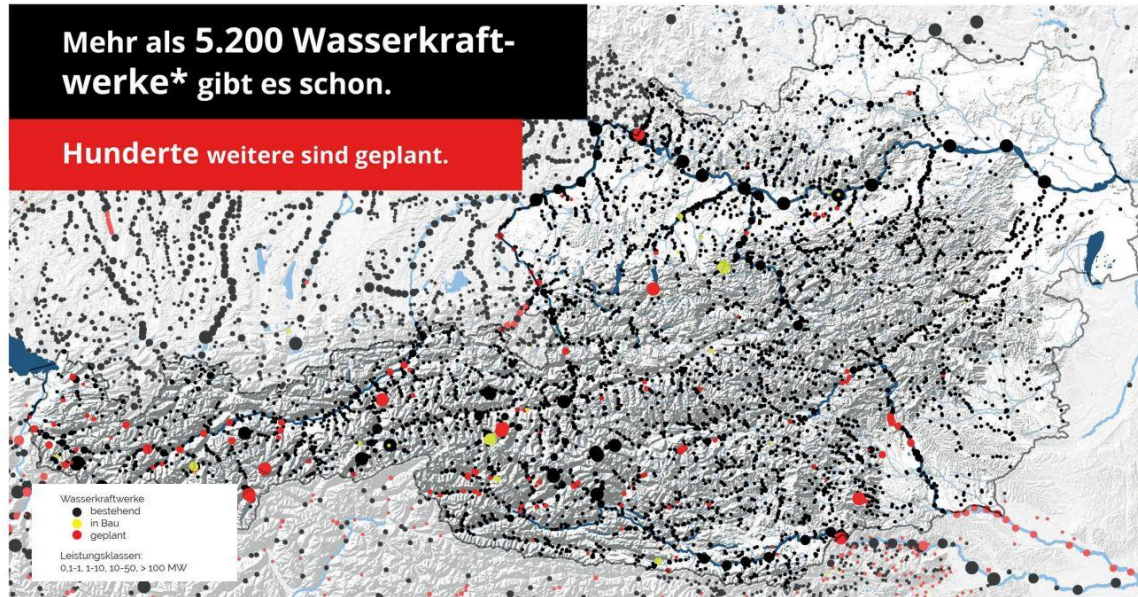 Mehr als 5.200 Wasserkraft-
werke* gibt es schon.
Hunderte weitere sind geplant.
Wasserkraftwerke
bestehend
in Bau
geplant
Leistungsklassen:
0,1-1, 1-10, 10-50, > 100 MW